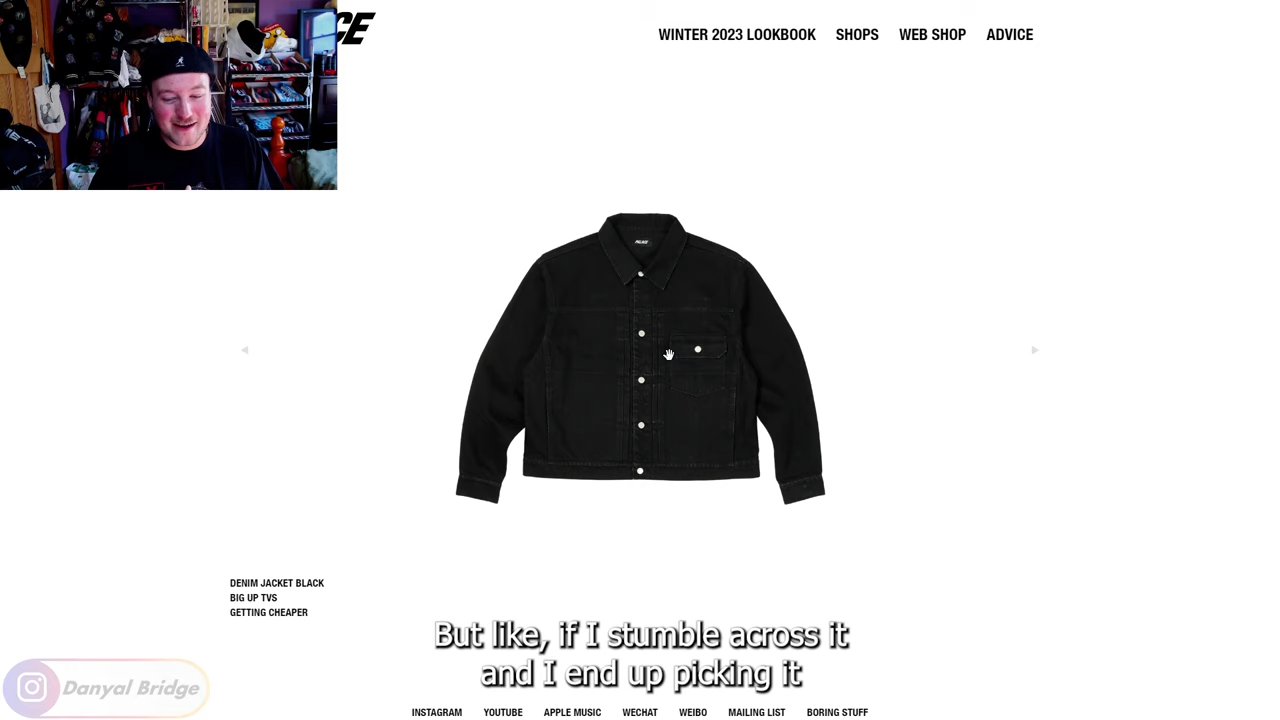 WINTER 2023 LOOKBOOK SHOPS WEB SHOP ADVICE
PALACE
DENIM JACKET BLACK
BIG UP TVS
GETTING CHEAPER
But like, if I stumble across it
and I end up picking it
Danyal Bridge
INSTAGRAM YOUTUBE APPLE MUSIC WECHAT WEIBO MAILING LIST BORING STUFF